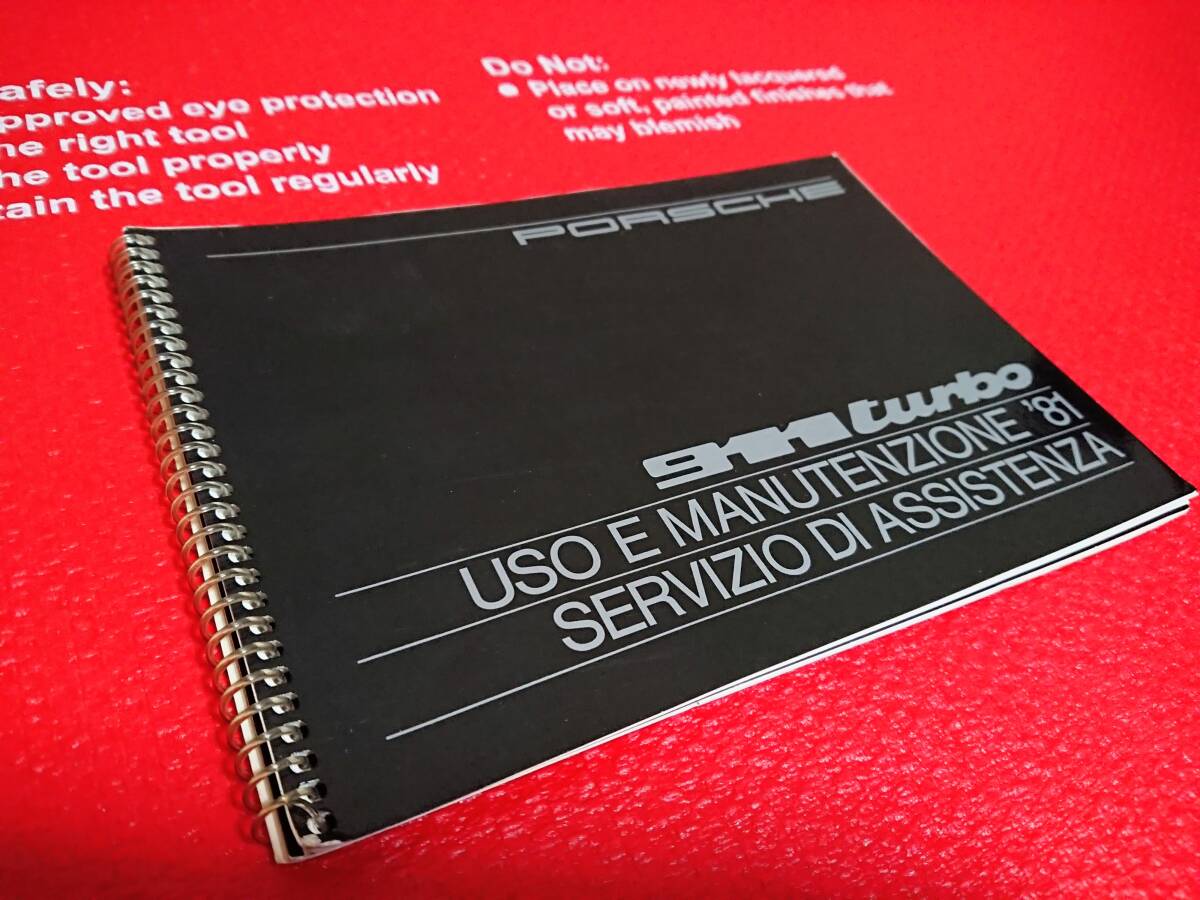 afely:
pproved eye protection
he right tool
he tool properly
tain the tool regularly
Do Not:
● Place on newly lacquered
or soft, painted finishes that
may blemish
PORSCHE
911 turbo
USO E MANUTENZIONE '81
SERVIZIO DI ASSISTENZA